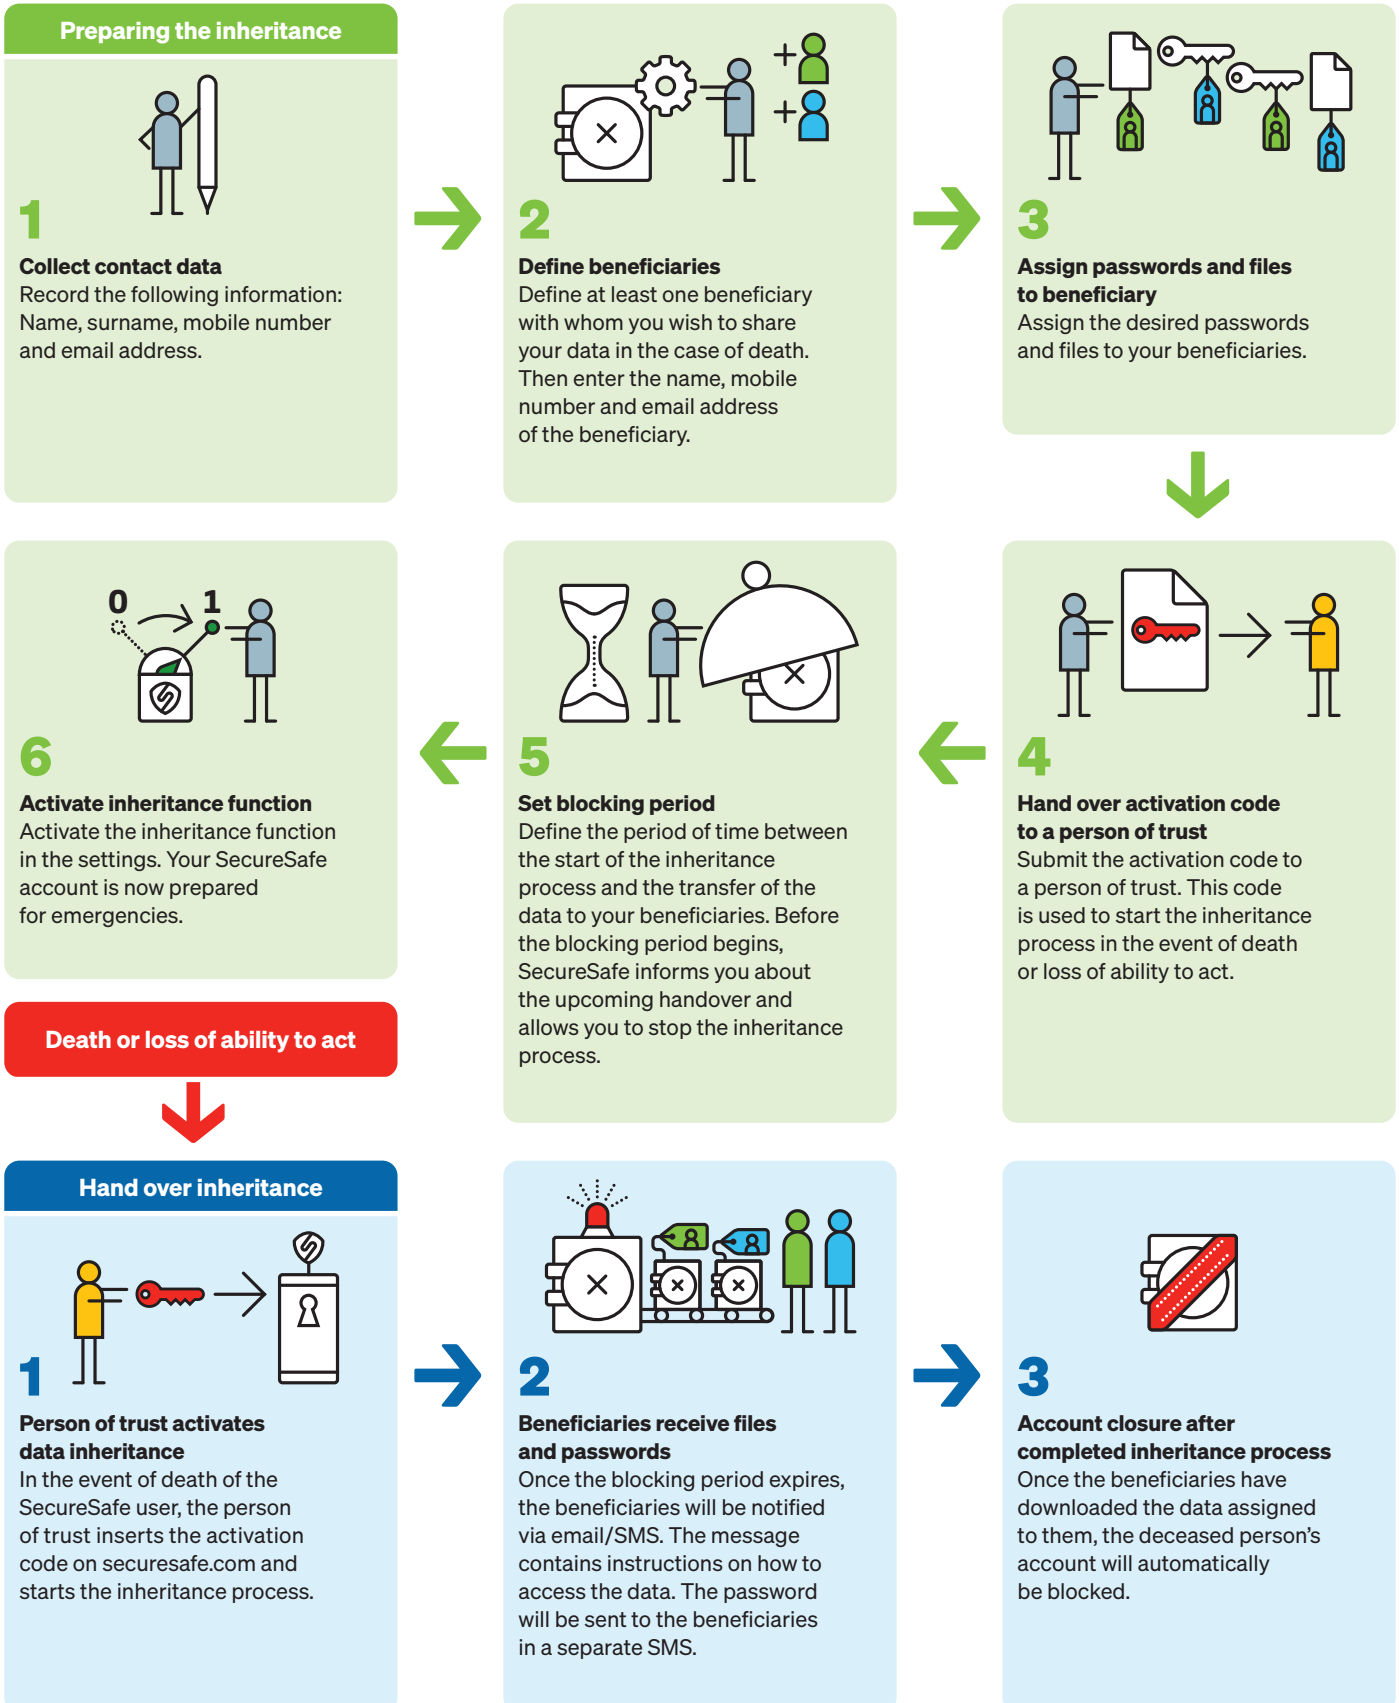 Preparing the inheritance
1
Collect contact data
Record the following information:
Name, surname, mobile number
and email address.
2
Define beneficiaries
Define at least one beneficiary
with whom you wish to share
your data in the case of death.
Then enter the name, mobile
number and email address
of the beneficiary.
3
Assign passwords and files
to beneficiary
Assign the desired passwords
and files to your beneficiaries.
4
Hand over activation code
to a person of trust
Submit the activation code to
a person of trust. This code
is used to start the inheritance
process in the event of death
or loss of ability to act.
5
Set blocking period
Define the period of time between
the start of the inheritance
process and the transfer of the
data to your beneficiaries. Before
the blocking period begins,
SecureSafe informs you about
the upcoming handover and
allows you to stop the inheritance
process.
0 1
6
Activate inheritance function
Activate the inheritance function
in the settings. Your SecureSafe
account is now prepared
for emergencies.
Death or loss of ability to act
Hand over inheritance
1
Person of trust activates
data inheritance
In the event of death of the
SecureSafe user, the person
of trust inserts the activation
code on securesafe.com and
starts the inheritance process.
2
Beneficiaries receive files
and passwords
Once the blocking period expires,
the beneficiaries will be notified
via email/SMS. The message
contains instructions on how to
access the data. The password
will be sent to the beneficiaries
in a separate SMS.
3
Account closure after
completed inheritance process
Once the beneficiaries have
downloaded the data assigned
to them, the deceased person’s
account will automatically
be blocked.